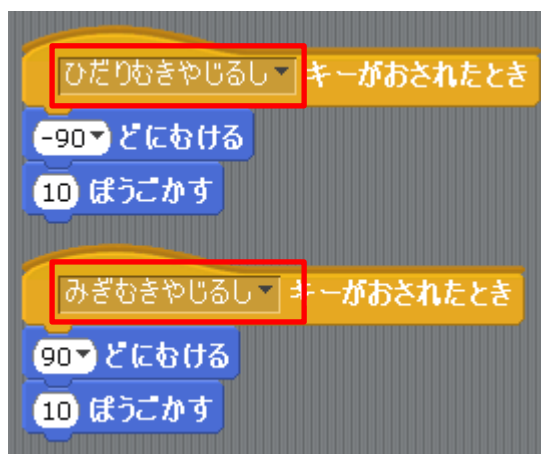 ひだりむきやじるし キーがおされたとき
-90 どにむける
10 ほうごかす
みぎむきやじるし キーがおされたとき
90 どにむける
10 ほうごかす